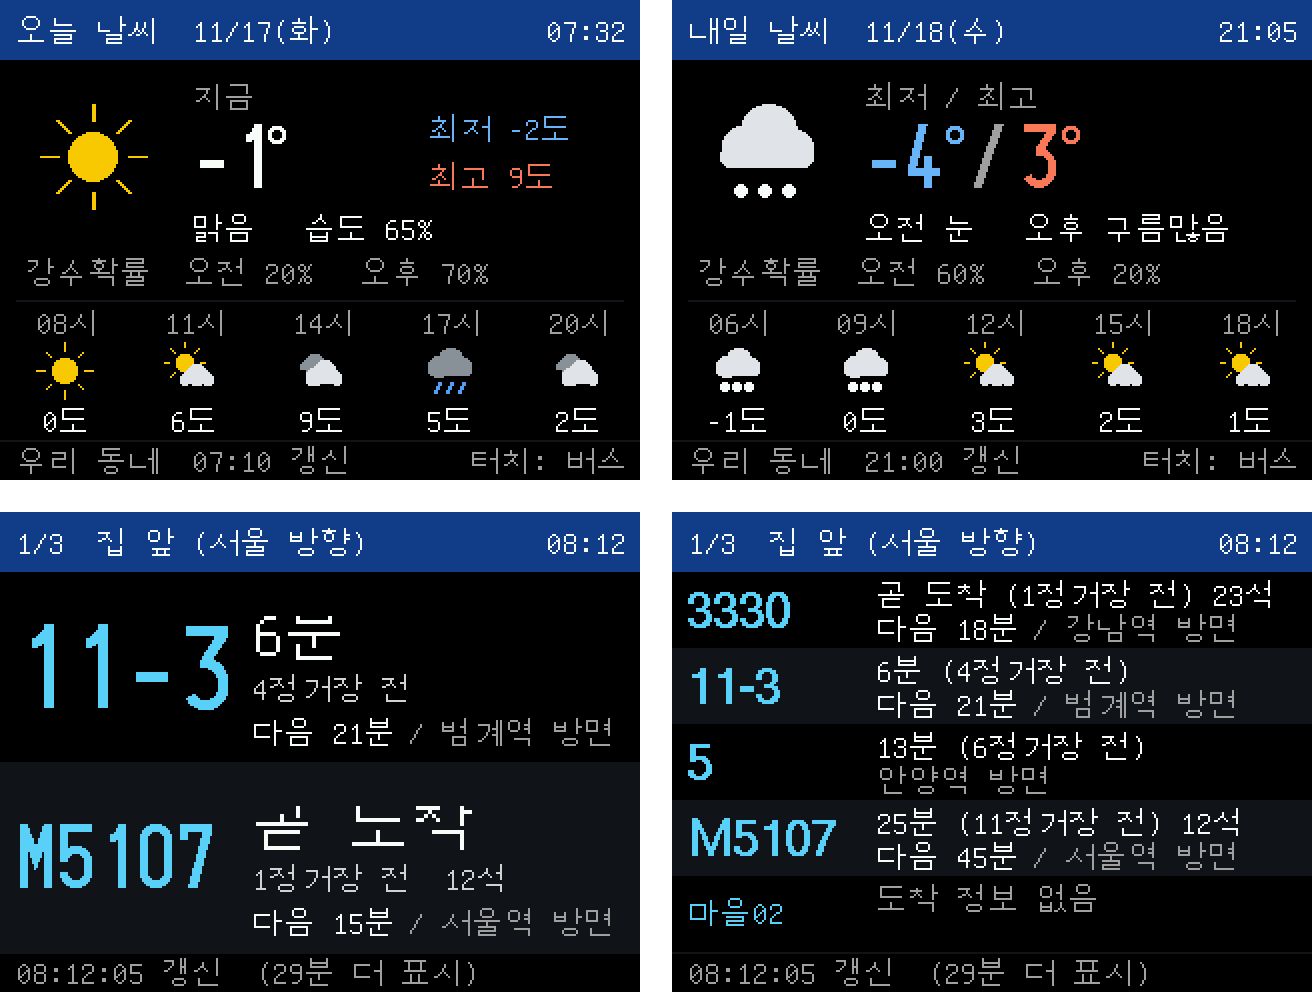 오늘 날씨 11/17(화) 07:32
지금
-1°
최저 -2도
최고 9도
맑음 습도 65%
강수확률 오전 20% 오후 70%
08시 11시 14시 17시 20시
0도 6도 9도 5도 2도
우리 동네 07:10 갱신 터치: 버스
내일 날씨 11/18(수) 21:05
최저 / 최고
-4°/3°
오전 눈 오후 구름많음
강수확률 오전 60% 오후 20%
06시 09시 12시 15시 18시
-1도 0도 3도 2도 1도
우리 동네 21:00 갱신 터치: 버스
1/3 집 앞 (서울 방향) 08:12
11-3 6분
4정거장 전
다음 21분 / 범계역 방면
M5107 곧 도착
1정거장 전 12석
다음 15분 / 서울역 방면
08:12:05 갱신 (29분 더 표시)
1/3 집 앞 (서울 방향) 08:12
3330 곧 도착 (1정거장 전) 23석
다음 18분 / 강남역 방면
11-3 6분 (4정거장 전)
다음 21분 / 범계역 방면
5 13분 (6정거장 전)
안양역 방면
M5107 25분 (11정거장 전) 12석
다음 45분 / 서울역 방면
마을02 도착 정보 없음
08:12:05 갱신 (29분 더 표시)